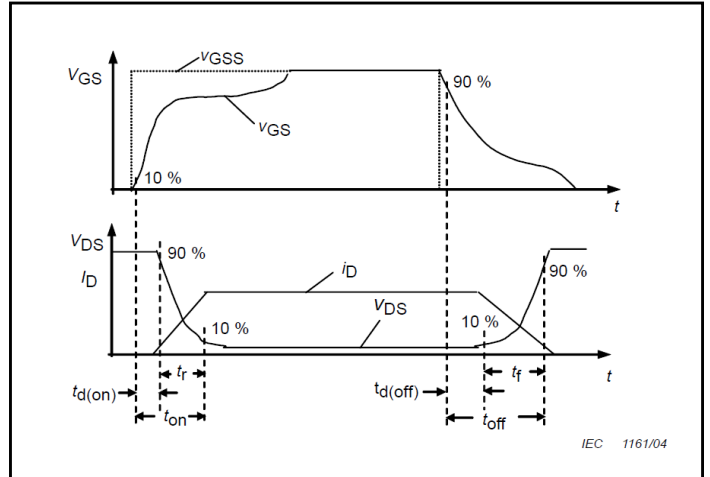 vGSS
VGS
90 %
vGS
10 %
t
VDS
90 %
ID
iD
90 %
VDS
10 %
10 %
tr
tf
t
td(on)
td(off)
ton
toff
IEC 1161/04